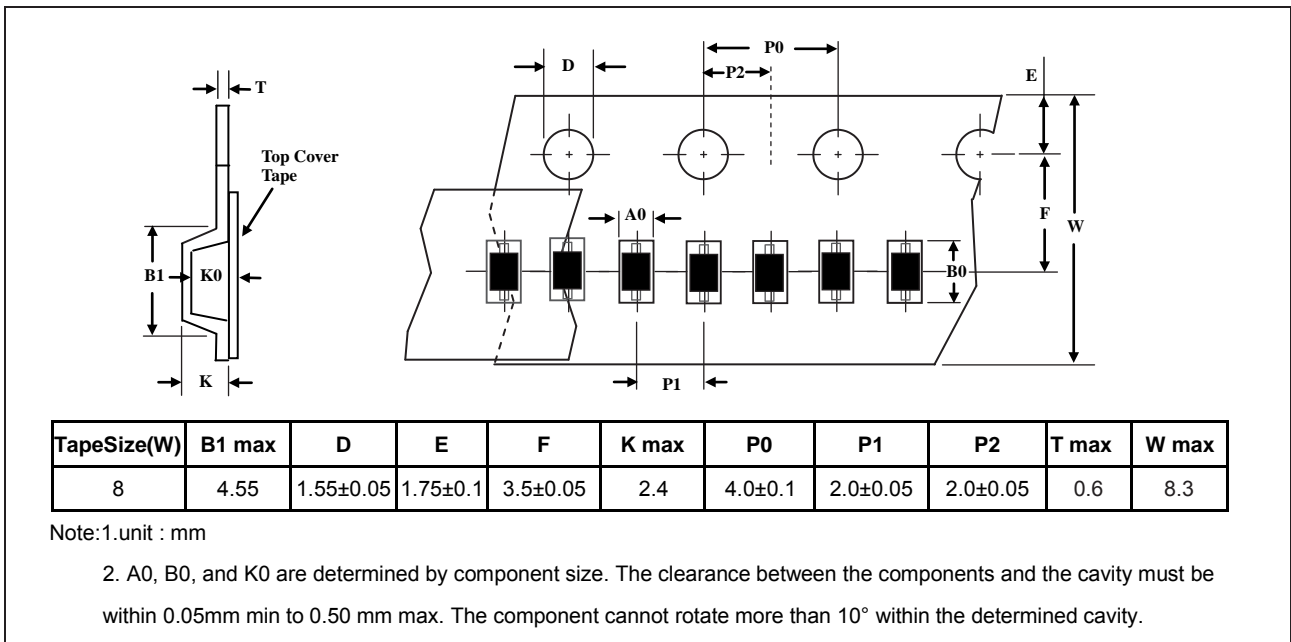 P0
D
P2
E
T
Top Cover
Tape
A0
F
W
B1
K0
B0
K
P1
TapeSize(W) B1 max D E F K max P0 P1 P2 T max W max
8 4.55 1.55±0.05 1.75±0.1 3.5±0.05 2.4 4.0±0.1 2.0±0.05 2.0±0.05 0.6 8.3
Note:1.unit : mm
2. A0, B0, and K0 are determined by component size. The clearance between the components and the cavity must be
within 0.05mm min to 0.50 mm max. The component cannot rotate more than 10° within the determined cavity.